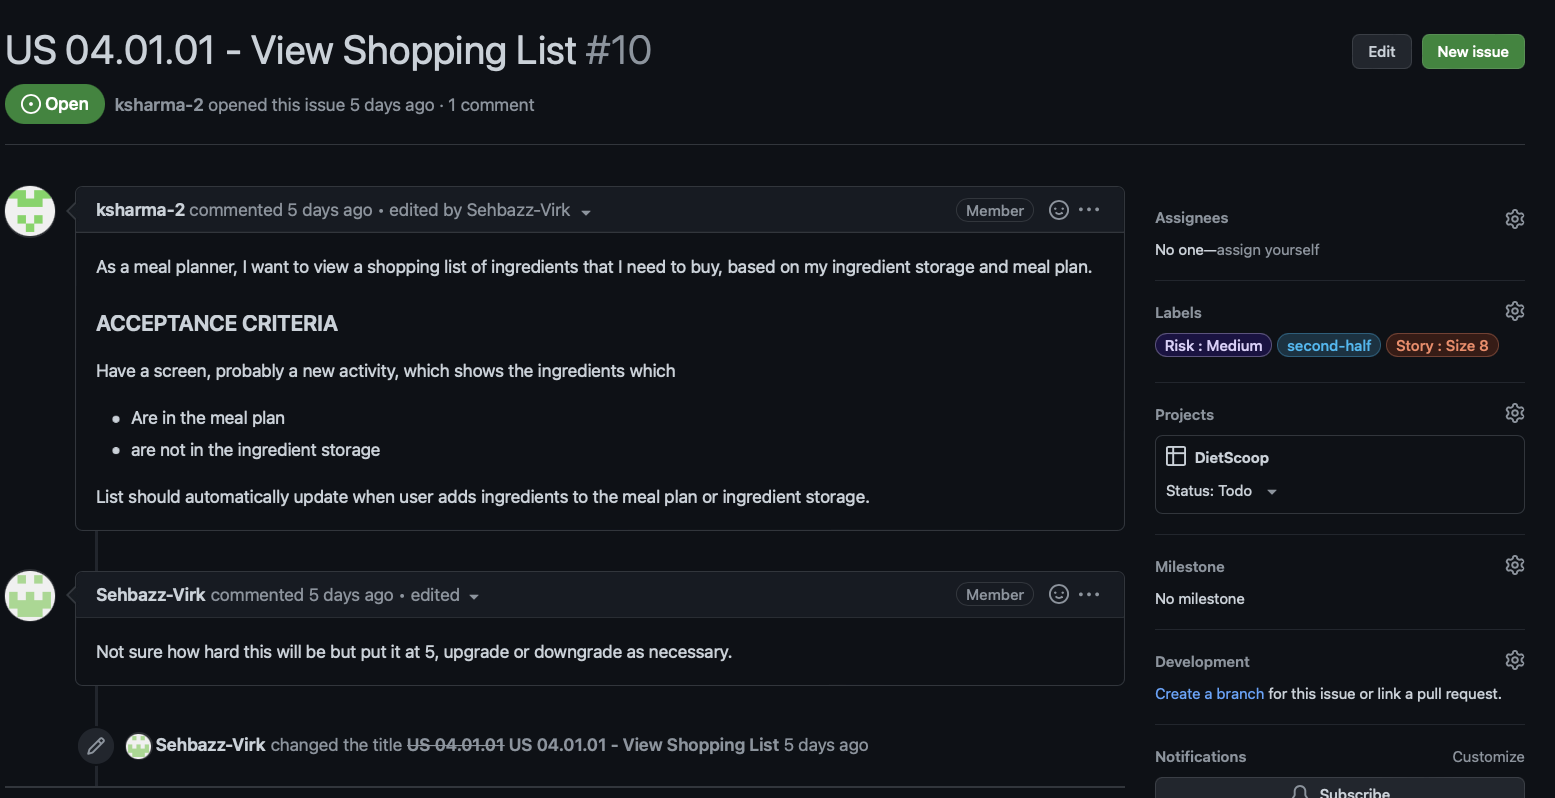 US 04.01.01 - View Shopping List #10
Edit
New issue
Open
ksharma-2 opened this issue 5 days ago · 1 comment
ksharma-2 commented 5 days ago • edited by Sehbazz-Virk
Member
As a meal planner, I want to view a shopping list of ingredients that I need to buy, based on my ingredient storage and meal plan.
ACCEPTANCE CRITERIA
Have a screen, probably a new activity, which shows the ingredients which
• Are in the meal plan
• are not in the ingredient storage
List should automatically update when user adds ingredients to the meal plan or ingredient storage.
Sehbazz-Virk commented 5 days ago • edited
Member
Not sure how hard this will be but put it at 5, upgrade or downgrade as necessary.
Sehbazz-Virk changed the title US 04.01.01 US 04.01.01 - View Shopping List 5 days ago
Assignees
No one—assign yourself
Labels
Risk : Medium
second-half
Story : Size 8
Projects
DietScoop
Status: Todo
Milestone
No milestone
Development
Create a branch for this issue or link a pull request.
Notifications
Customize
Subscribe